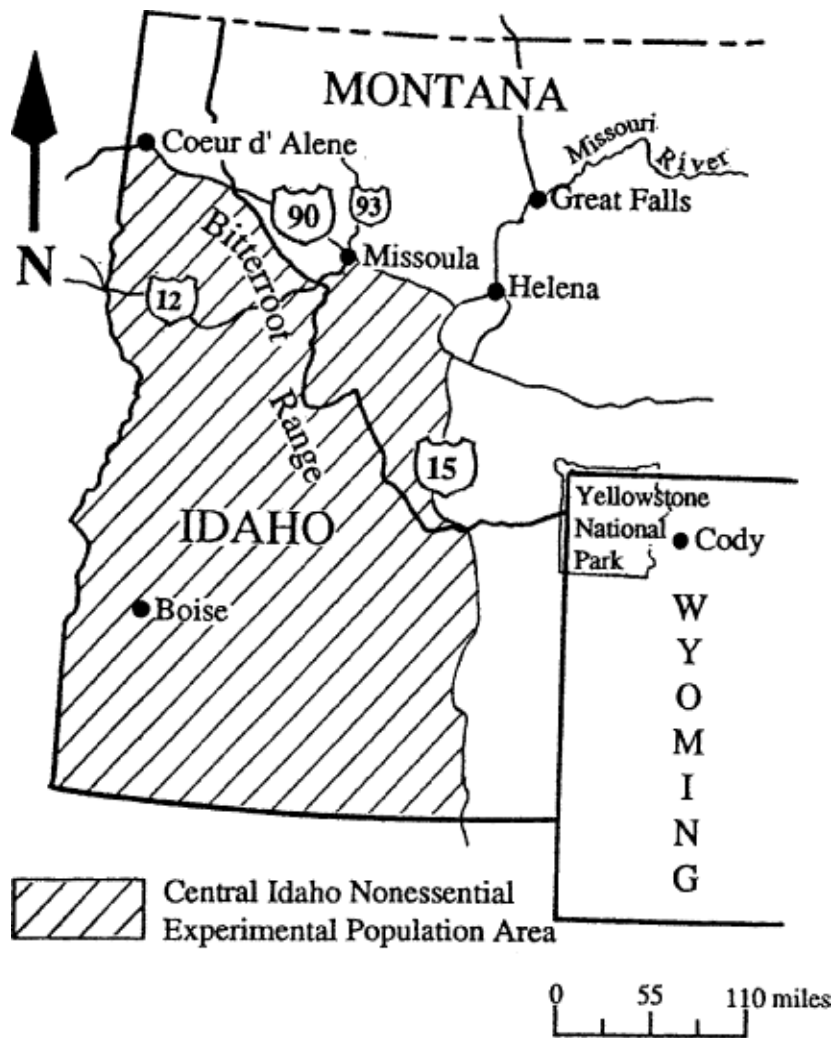 MONTANA
Coeur d' Alene
Missouri
River
93
90
Great Falls
N
Bitterroot
Missoula
12
Helena
Range
15
Yellowstone
National
Park
Cody
IDAHO
Boise
WYOMING
Central Idaho Nonessential
Experimental Population Area
0 55 110 miles